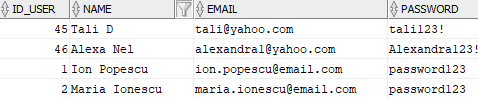 ID_USER NAME EMAIL PASSWORD
45 Tali D tali@yahoo.com tali123!
46 Alexa Nel alexandra1@yahoo.com Alexandra123!
1 Ion Popescu ion.popescu@email.com password123
2 Maria Ionescu maria.ionescu@email.com password123